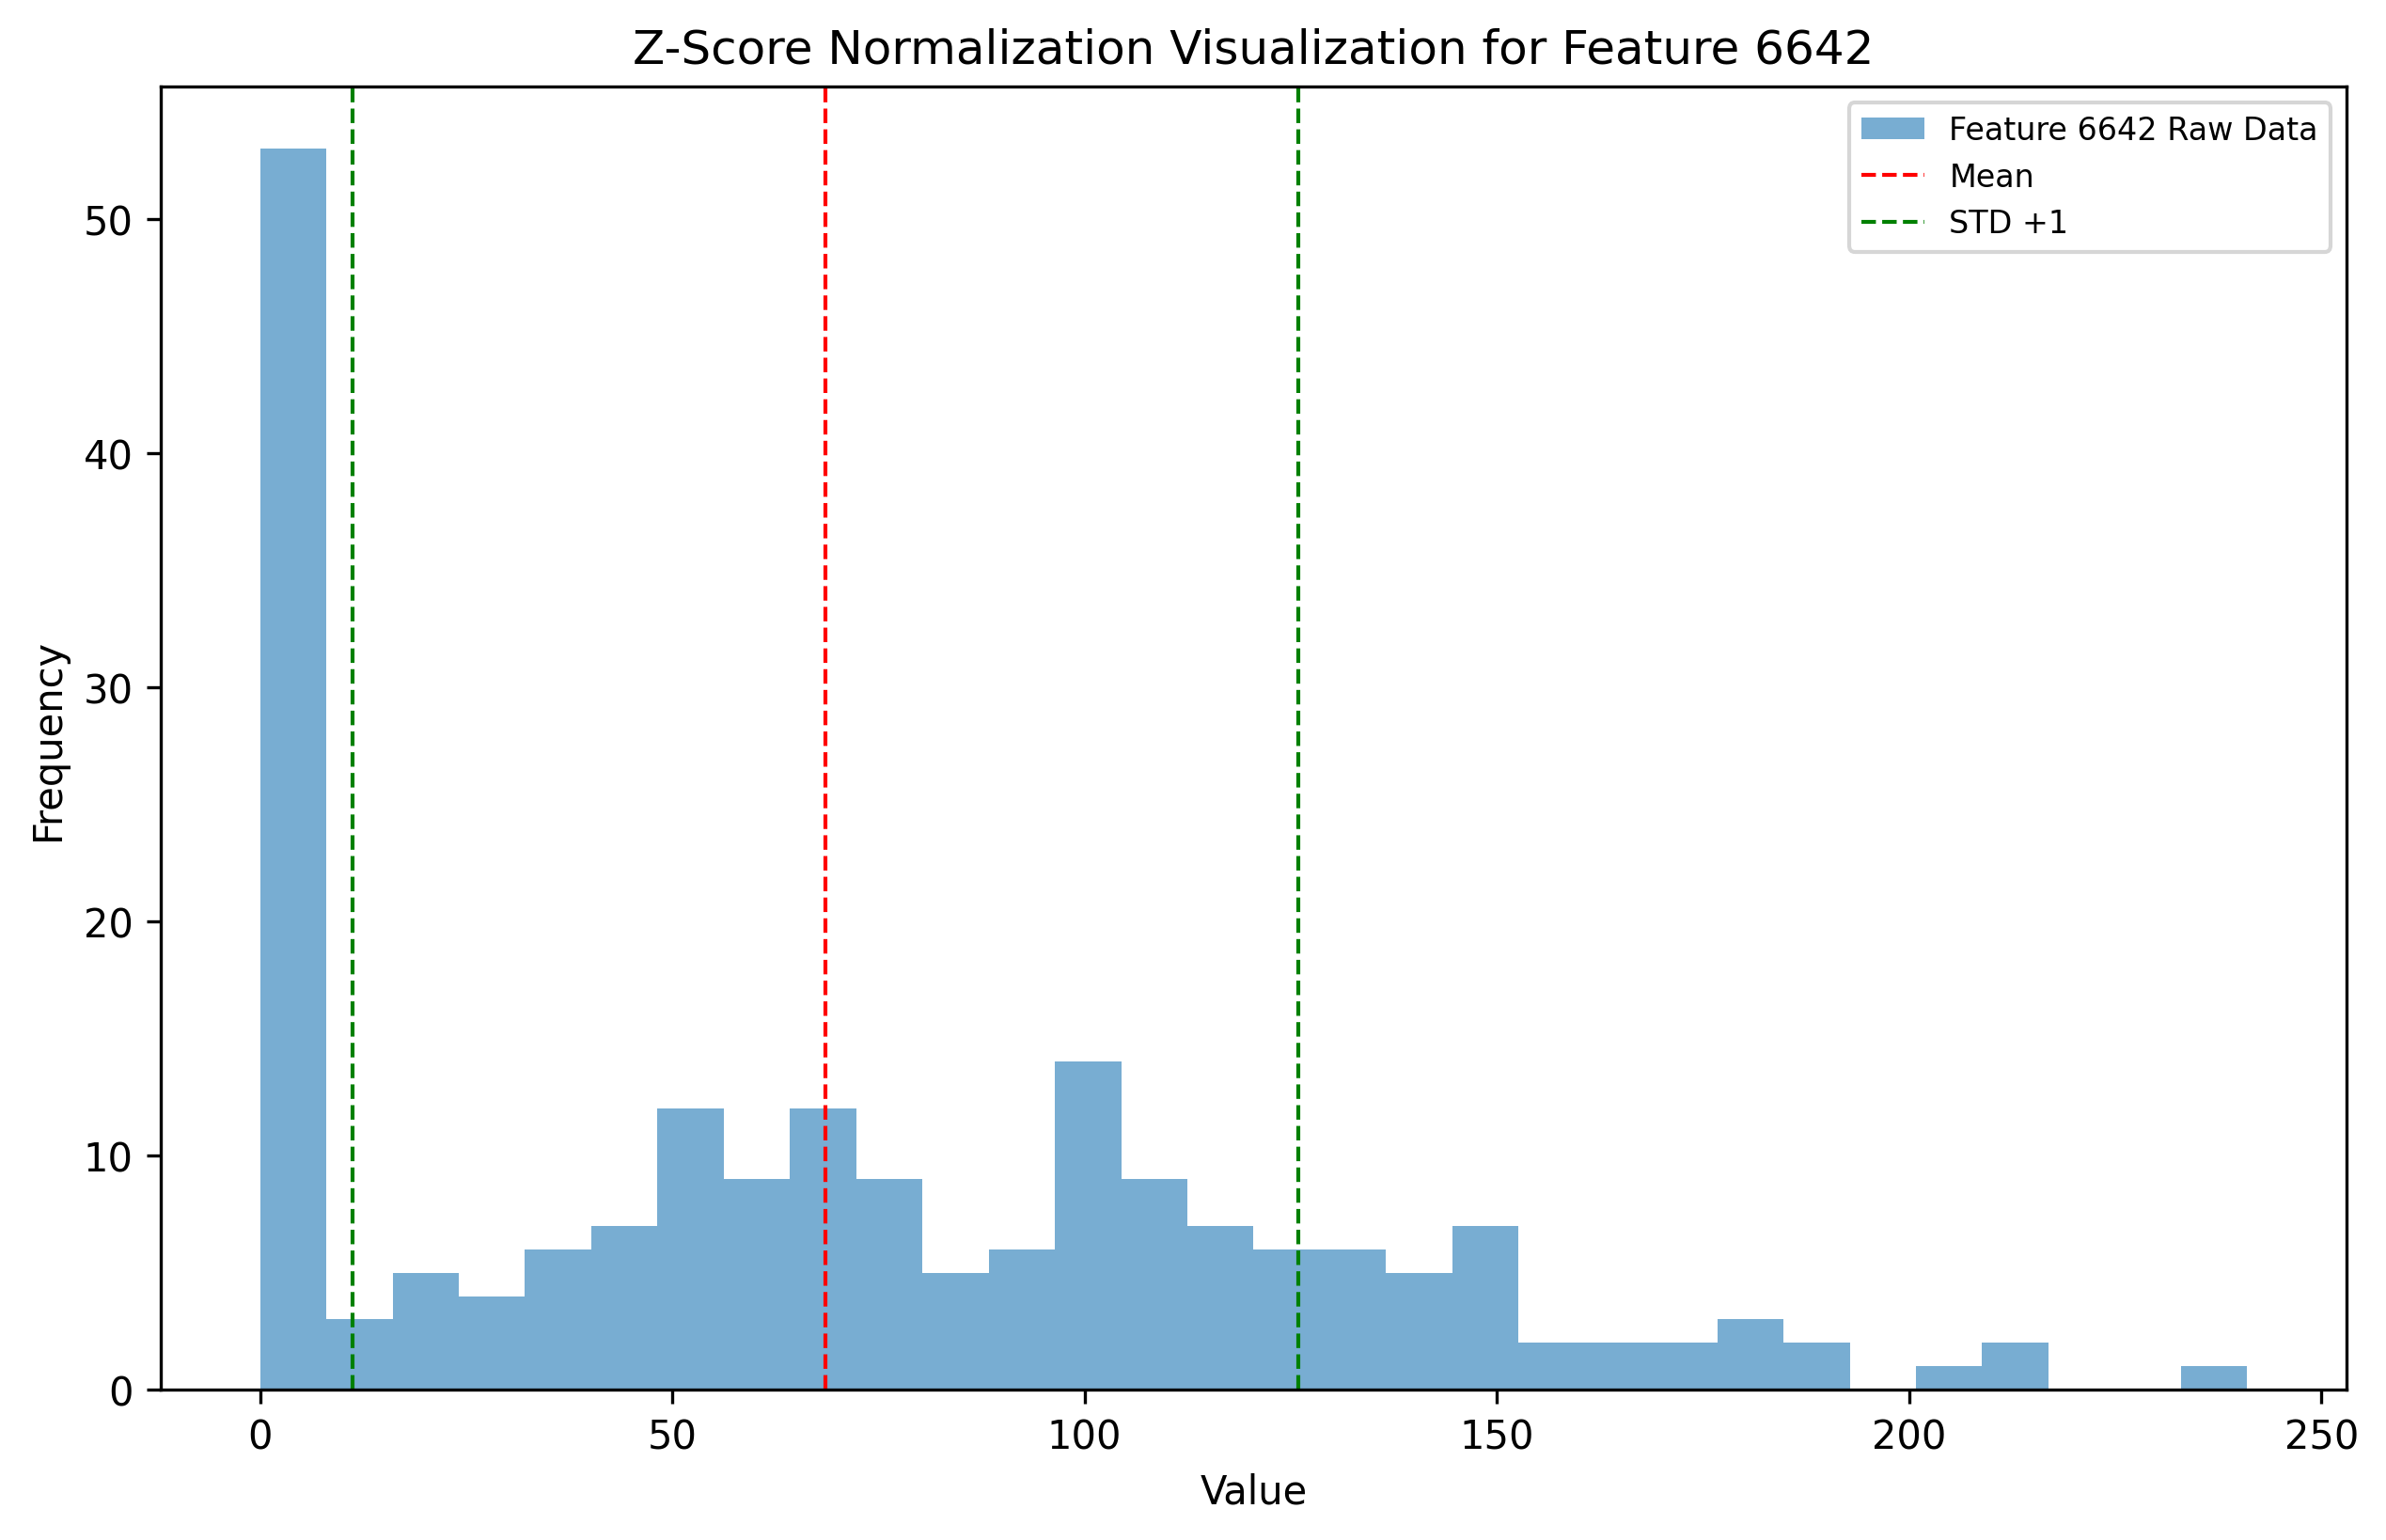 Z-Score Normalization Visualization for Feature 6642
Feature 6642 Raw Data
Mean
STD +1
50
40
30
20
10
0
Frequency
0 50 100 150 200 250
Value